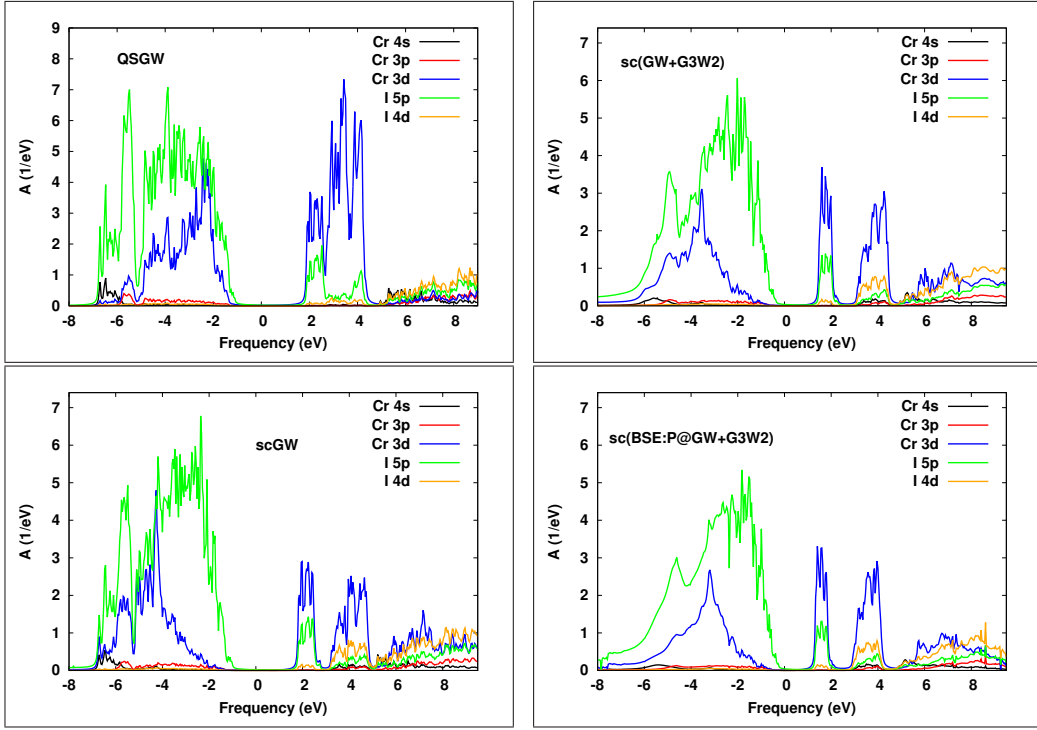 QSGW
Cr 4s
Cr 3p
Cr 3d
I 5p
I 4d
A (1/eV)
9
8
7
6
5
4
3
2
1
0
-8 -6 -4 -2 0 2 4 6 8
Frequency (eV)
sc(GW+G3W2)
Cr 4s
Cr 3p
Cr 3d
I 5p
I 4d
A (1/eV)
7
6
5
4
3
2
1
0
-8 -6 -4 -2 0 2 4 6 8
Frequency (eV)
scGW
Cr 4s
Cr 3p
Cr 3d
I 5p
I 4d
A (1/eV)
7
6
5
4
3
2
1
0
-8 -6 -4 -2 0 2 4 6 8
Frequency (eV)
sc(BSE:P@GW+G3W2)
Cr 4s
Cr 3p
Cr 3d
I 5p
I 4d
A (1/eV)
7
6
5
4
3
2
1
0
-8 -6 -4 -2 0 2 4 6 8
Frequency (eV)